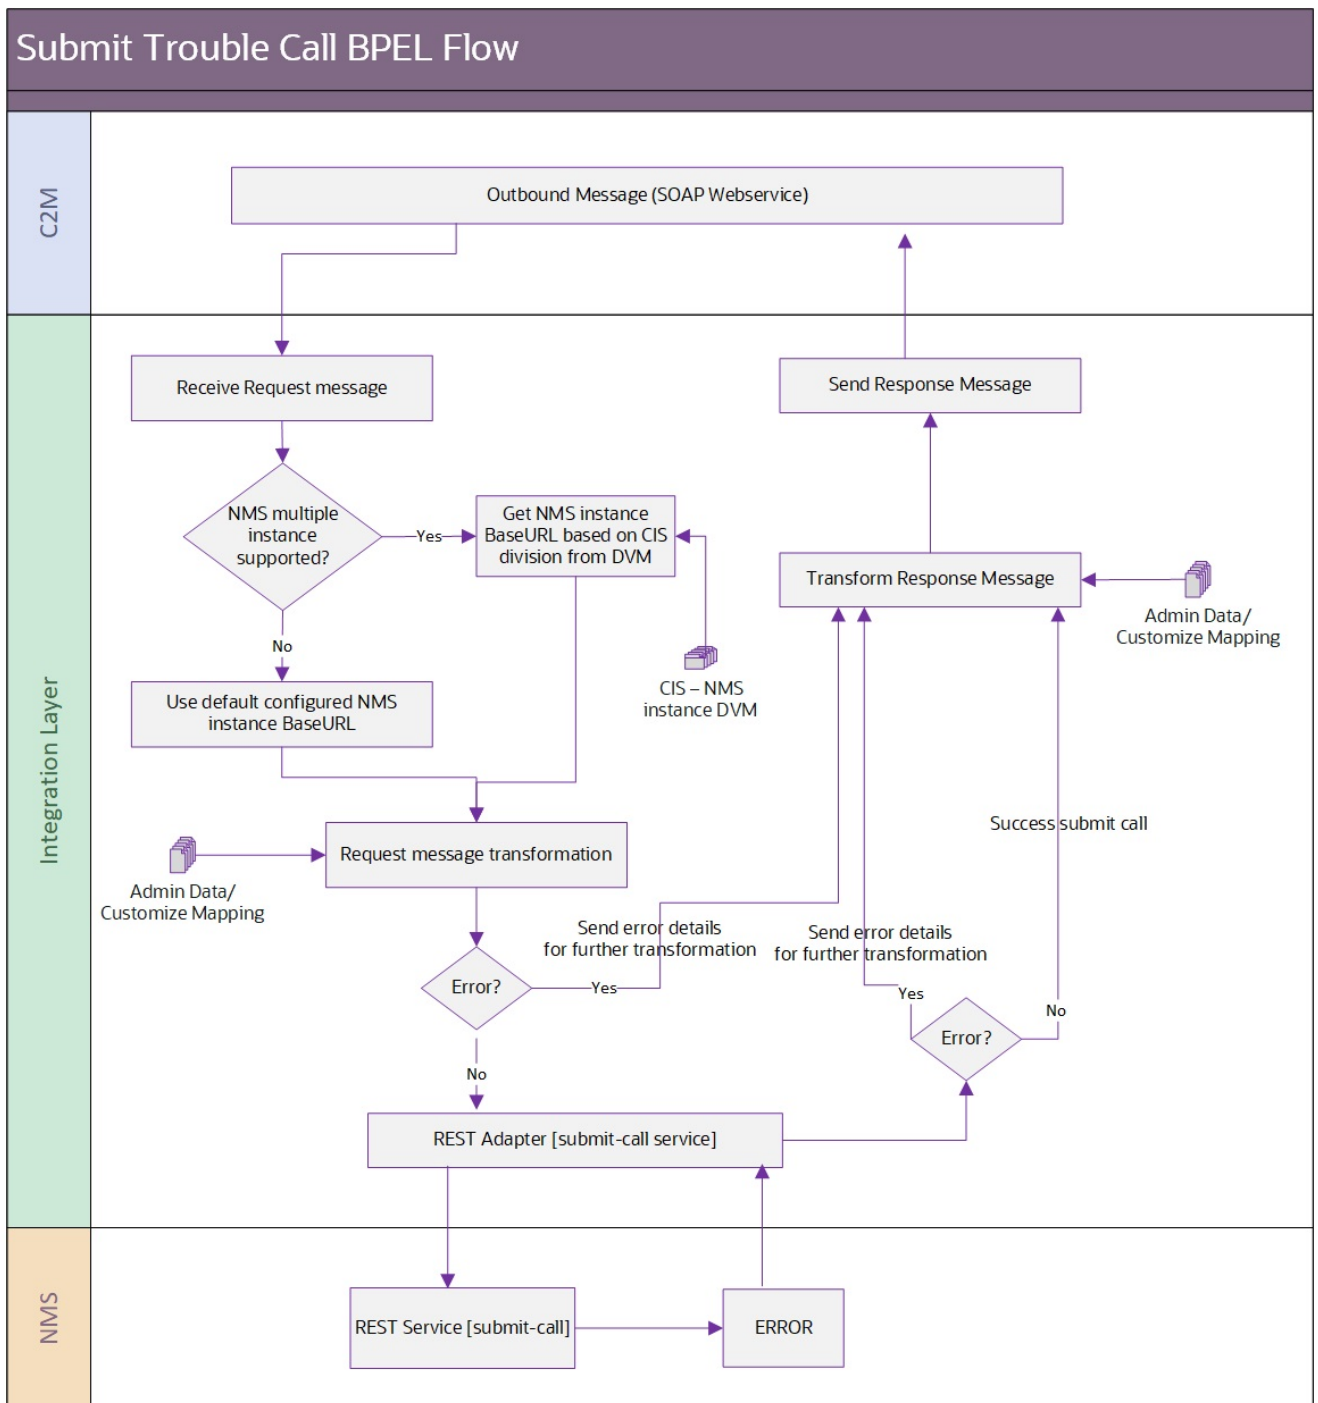 Submit Trouble Call BPEL Flow
C2M
Outbound Message (SOAP Webservice)
Integration Layer
Receive Request message
Send Response Message
NMS multiple
instance
supported?
Yes
Get NMS instance
BaseURL based on CIS
division from DVM
Transform Response Message
Admin Data/
Customize Mapping
No
CIS – NMS
instance DVM
Use default configured NMS
instance BaseURL
Success submit call
Request message transformation
Admin Data/
Customize Mapping
Send error details
for further transformation
Send error details
for further transformation
Error?
Yes
Yes
No
Error?
No
REST Adapter [submit-call service]
NMS
REST Service [submit-call]
ERROR